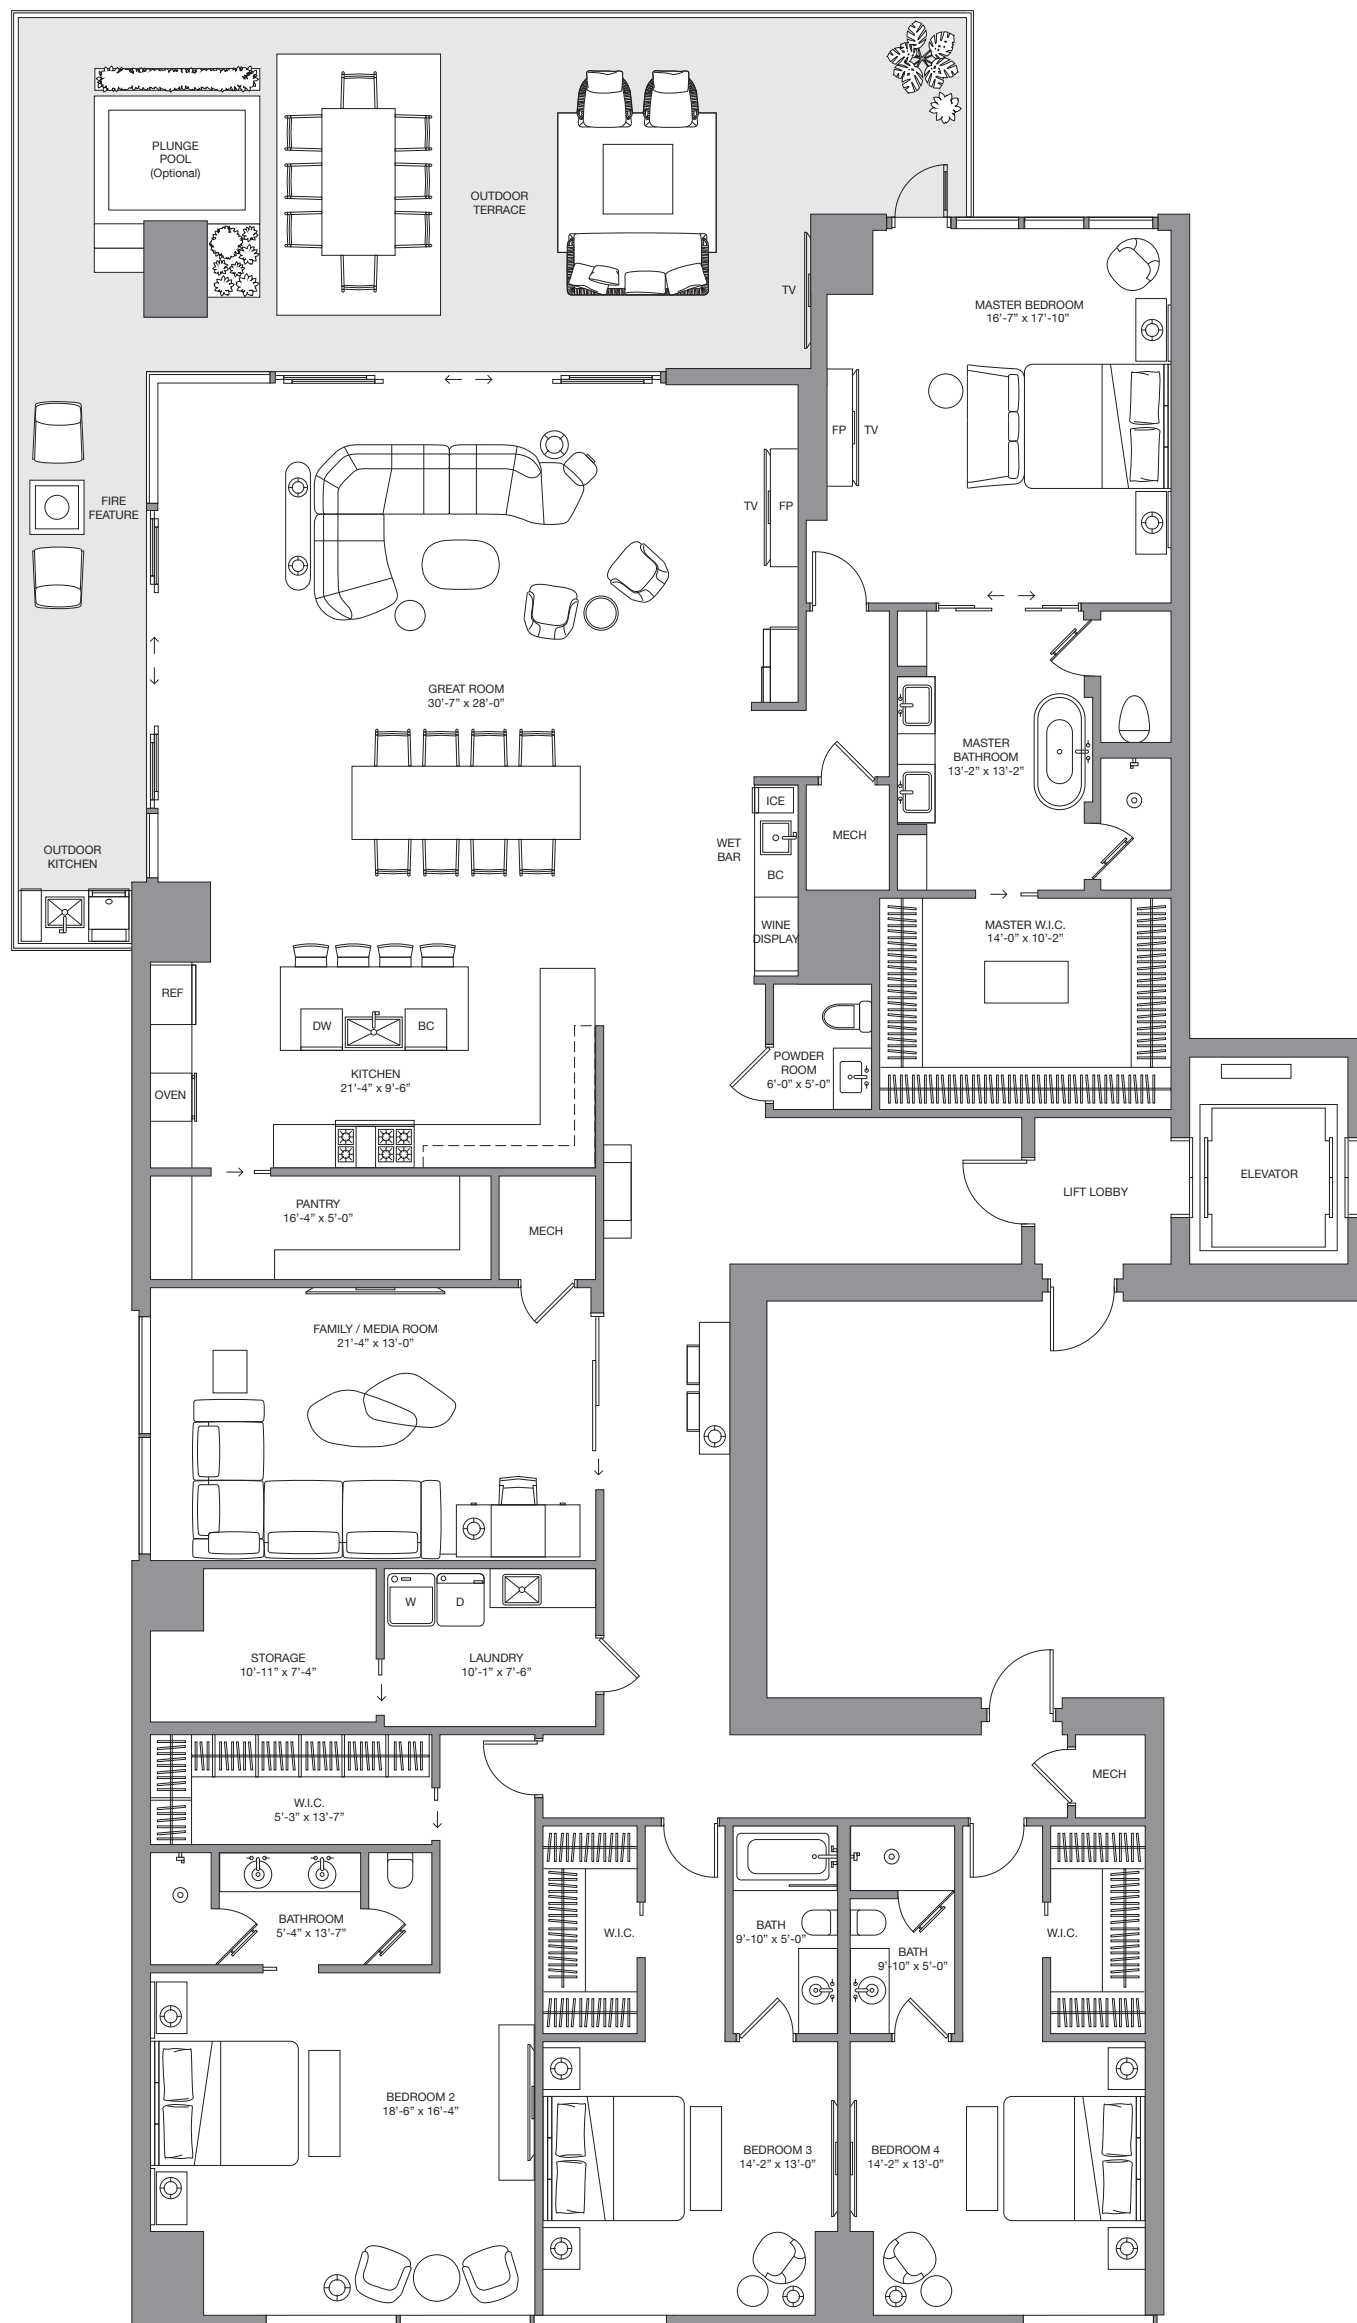 PLUNGE
POOL
(Optional)
OUTDOOR
TERRACE
TV
MASTER BEDROOM
16'-7" x 17'-10"
FP
TV
FIRE
FEATURE
TV
FP
GREAT ROOM
30'-7" x 28'-0"
MASTER
BATHROOM
13'-2" x 13'-2"
ICE
WET
BAR
MECH
BC
OUTDOOR
KITCHEN
WINE
DISPLAY
MASTER W.I.C.
14'-0" x 10'-2"
REF
DW
BC
KITCHEN
21'-4" x 9'-6"
OVEN
POWDER
ROOM
6'-0" x 5'-0"
PANTRY
16'-4" x 5'-0"
MECH
LIFT LOBBY
ELEVATOR
FAMILY / MEDIA ROOM
21'-4" x 13'-0"
W
D
STORAGE
10'-11" x 7'-4"
LAUNDRY
10'-1" x 7'-6"
MECH
W.I.C.
5'-3" x 13'-7"
BATHROOM
5'-4" x 13'-7"
W.I.C.
BATH
9'-10" x 5'-0"
BATH
9'-10" x 5'-0"
W.I.C.
BEDROOM 2
18'-6" x 16'-4"
BEDROOM 3
14'-2" x 13'-0"
BEDROOM 4
14'-2" x 13'-0"